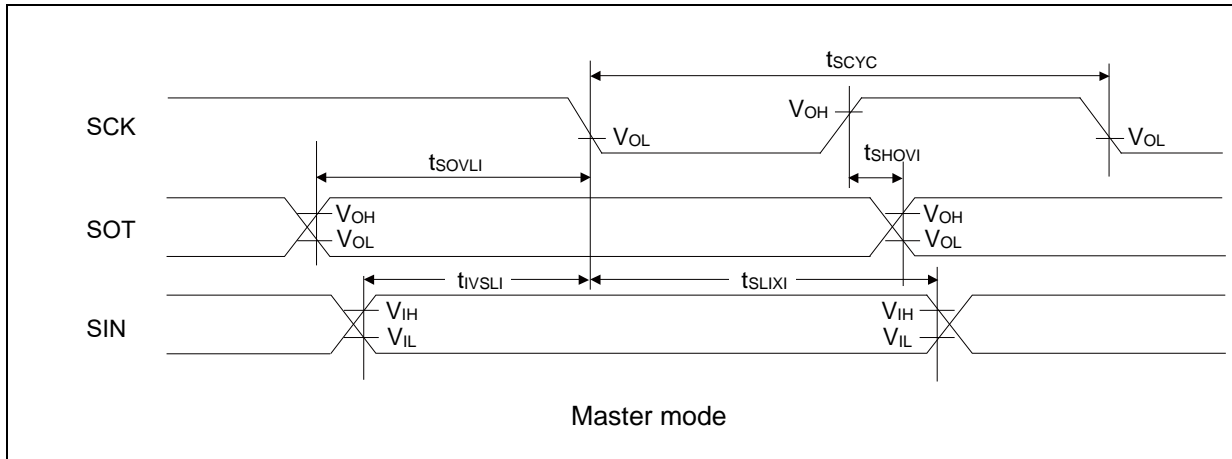 tSCYC
SCK
VOH
VOL
VOL
tSHOVI
tSOVLI
SOT
VOH
VOL
VOH
VOL
tIVSLI
tSLIXI
SIN
VIH
VIL
VIH
VIL
Master mode